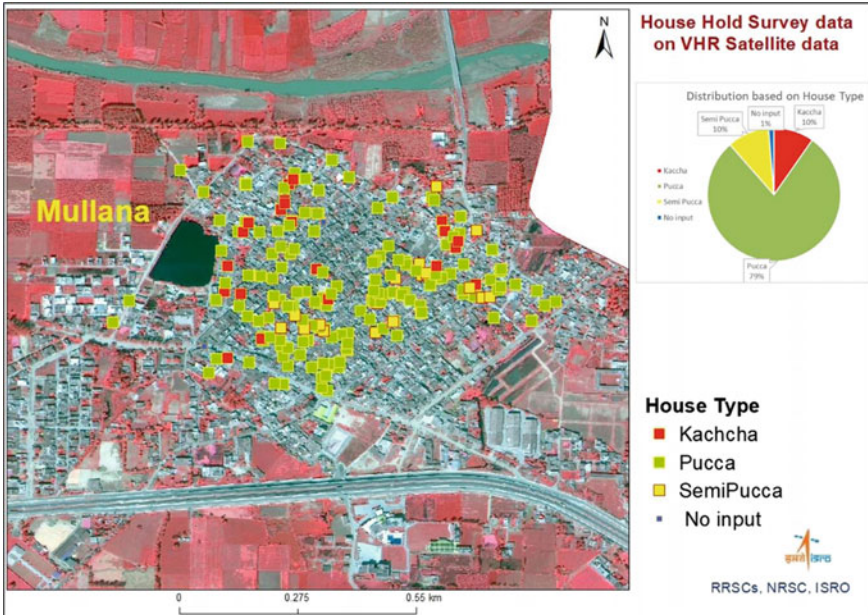 House Hold Survey data
on VHR Satellite data
N
Mullana
Distribution based on House Type
No input
1%
Kaccha
10%
Semi Pucca
10%
Kaccha
Pucca
Semi Pucca
No input
Pucca
79%
House Type
Kachcha
Pucca
SemiPucca
No input
इसरो isro
RRSCs, NRSC, ISRO
0 0.275 0.55 km